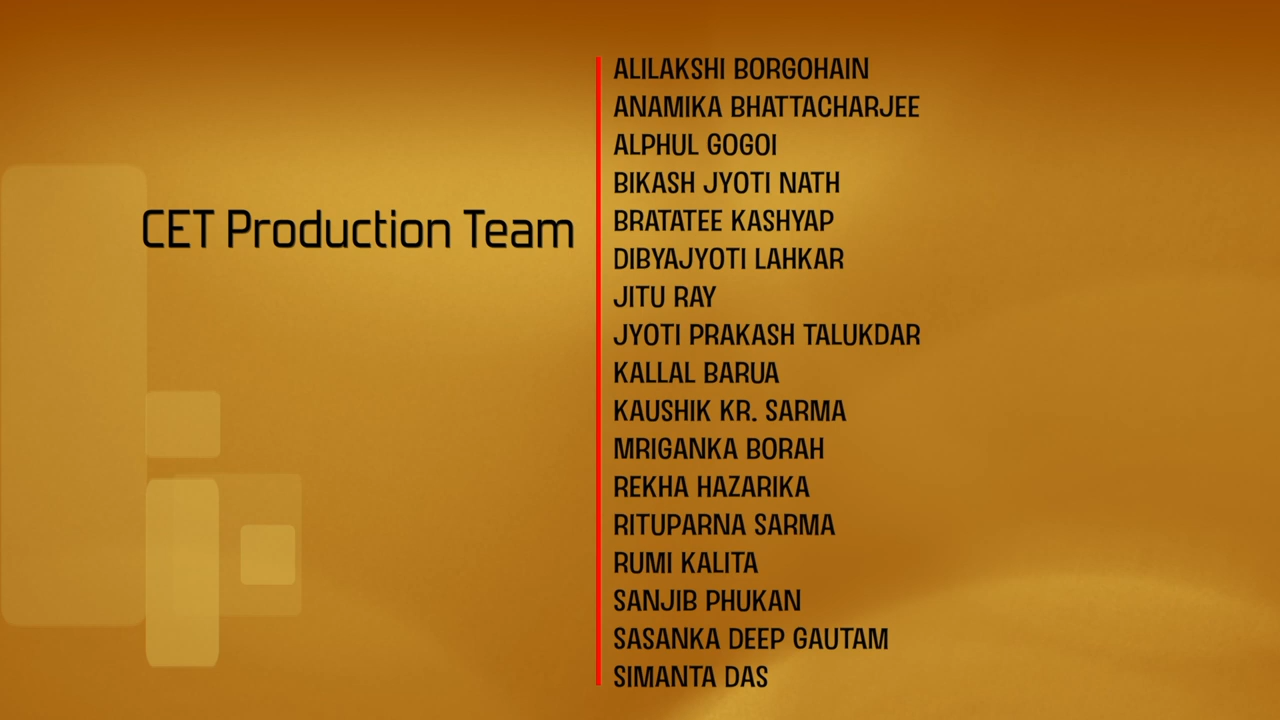 CET Production Team
ALILAKSHI BORGOHAIN
ANAMIKA BHATTACHARJEE
ALPHUL GOGOI
BIKASH JYOTI NATH
BRATATEE KASHYAP
DIBYAJYOTI LAHKAR
JITU RAY
JYOTI PRAKASH TALUKDAR
KALLAL BARUA
KAUSHIK KR. SARMA
MRIGANKA BORAH
REKHA HAZARIKA
RITUPARNA SARMA
RUMI KALITA
SANJIB PHUKAN
SASANKA DEEP GAUTAM
SIMANTA DAS